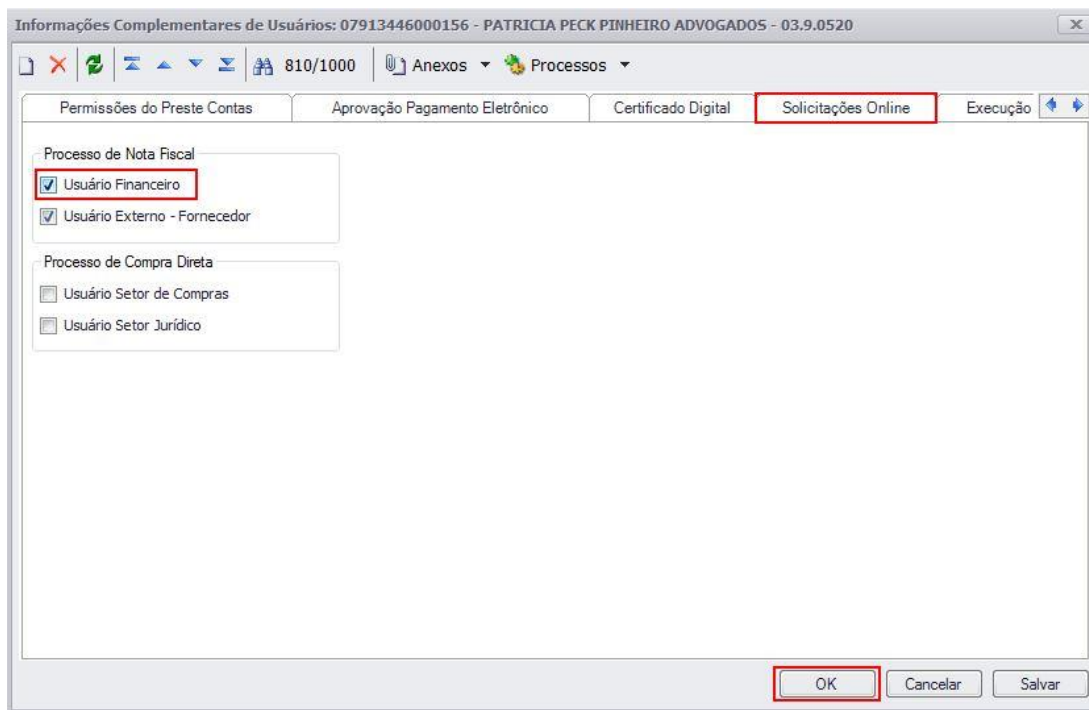 Informações Complementares de Usuários: 07913446000156 - PATRICIA PECK PINHEIRO ADVOGADOS - 03.9.0520
810/1000 Anexos Processos
Permissões do Preste Contas Aprovação Pagamento Eletrônico Certificado Digital Solicitações Online Execução
Processo de Nota Fiscal
Usuário Financeiro
Usuário Externo - Fornecedor
Processo de Compra Direta
Usuário Setor de Compras
Usuário Setor Jurídico
OK Cancelar Salvar